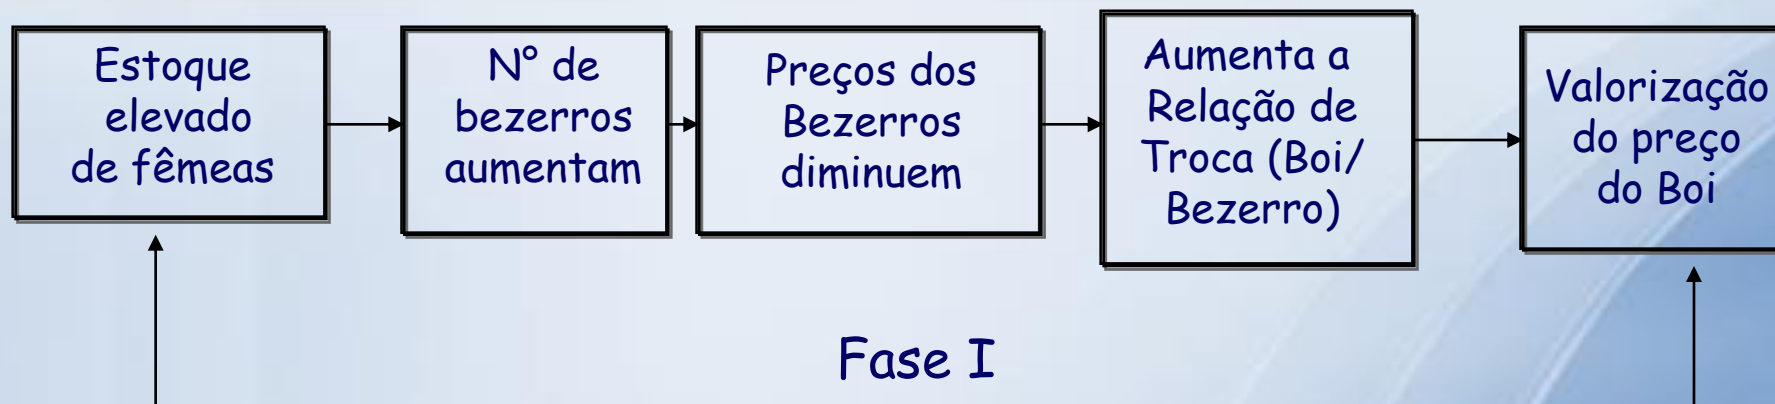 Estoque
elevado
de fêmeas
Nº de
bezerros
aumentam
Preços dos
Bezerros
diminuem
Aumenta a
Relação de
Troca (Boi/
Bezerro)
Valorização
do preço
do Boi
Fase I